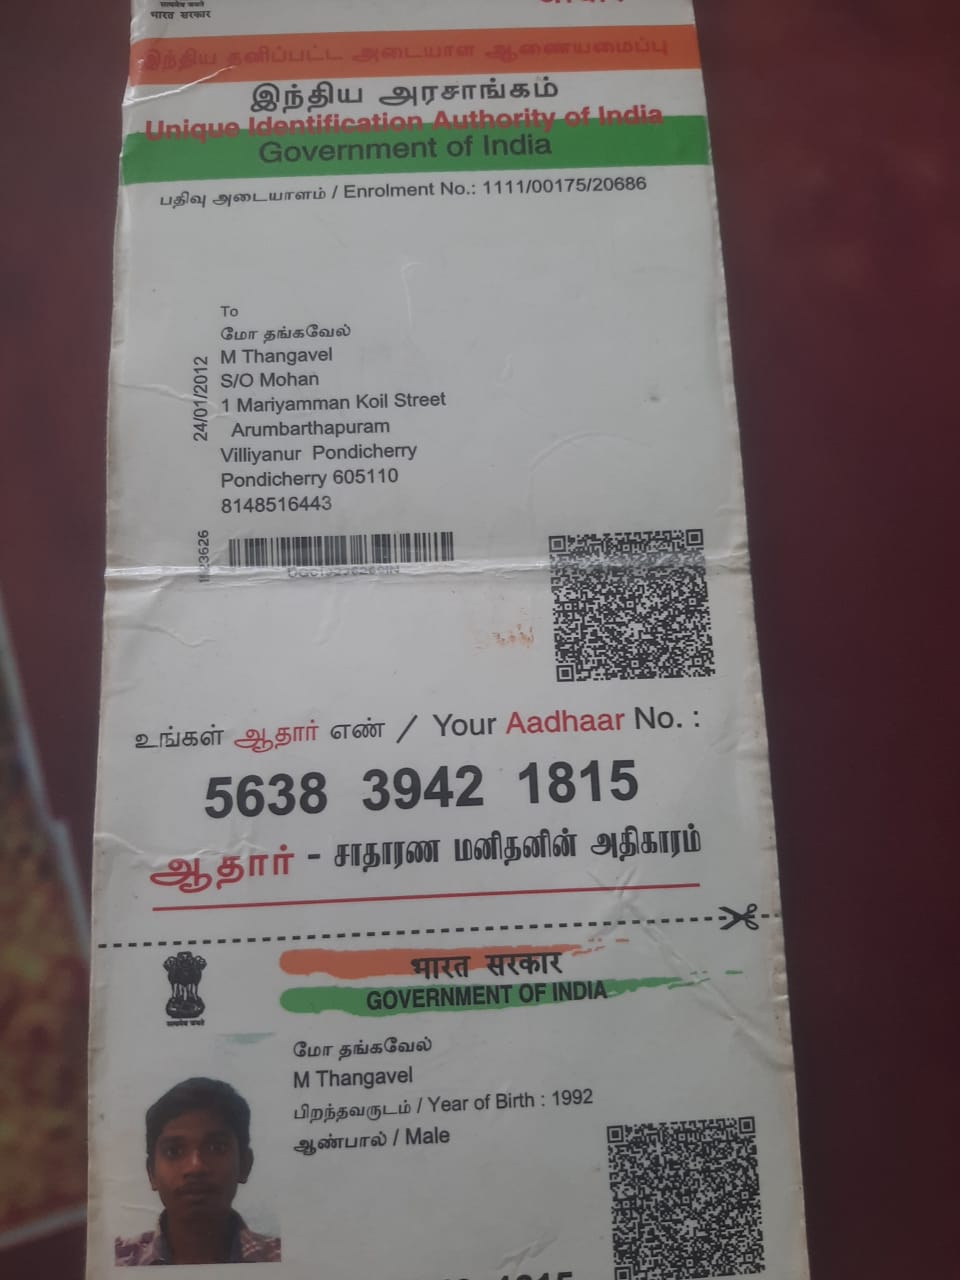 भारत सरकार
இந்திய தனிப்பட்ட அடையாள ஆணையமைப்பு
இந்திய அரசாங்கம்
Unique Identification Authority of India
Government of India
பதிவு அடையாளம் / Enrolment No.: 1111/00175/20686
To
மோ தங்கவேல்
M Thangavel
S/O Mohan
1 Mariyamman Koil Street
Arumbarthapuram
Villiyanur Pondicherry
Pondicherry 605110
8148516443
24/01/2012
உங்கள் ஆதார் எண் / Your Aadhaar No. :
5638 3942 1815
ஆதார் - சாதாரண மனிதனின் அதிகாரம்
सत्यमेव जयते
भारत सरकार
GOVERNMENT OF INDIA
மோ தங்கவேல்
M Thangavel
பிறந்தவருடம் / Year of Birth : 1992
ஆண்பால் / Male